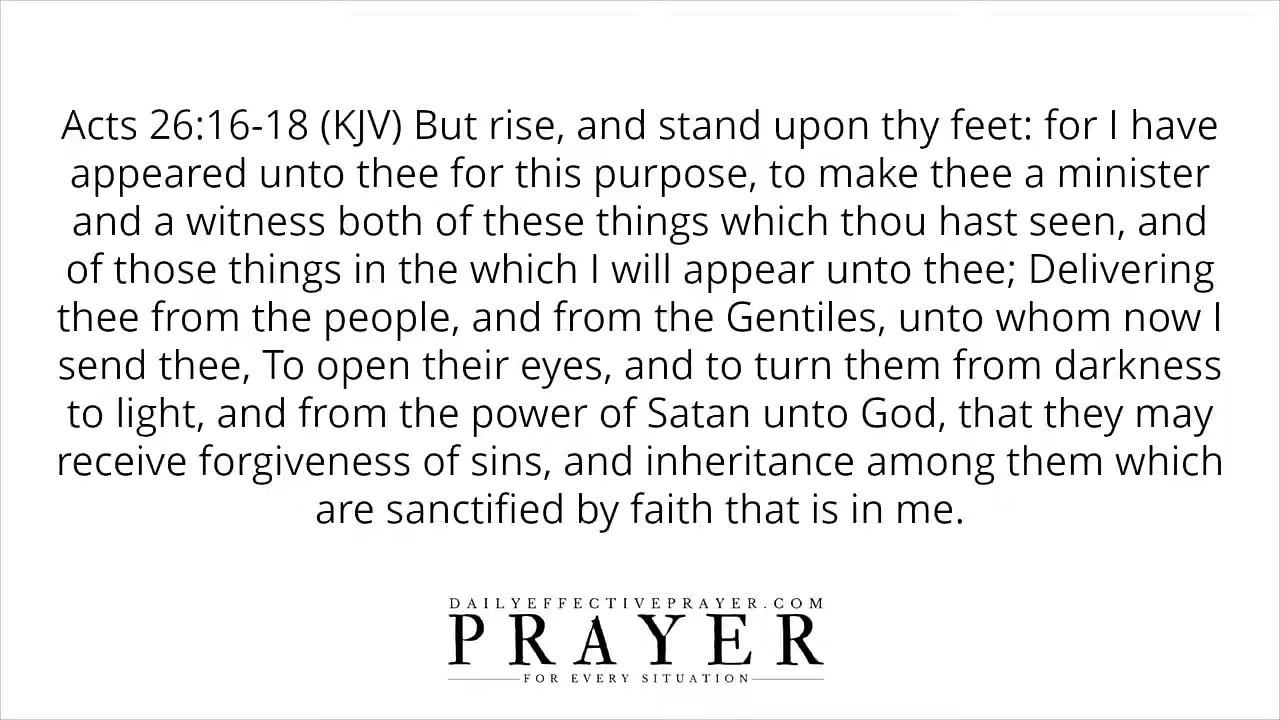 Acts 26:16-18 (KJV) But rise, and stand upon thy feet: for I have
appeared unto thee for this purpose, to make thee a minister
and a witness both of these things which thou hast seen, and
of those things in the which I will appear unto thee; Delivering
thee from the people, and from the Gentiles, unto whom now I
send thee, To open their eyes, and to turn them from darkness
to light, and from the power of Satan unto God, that they may
receive forgiveness of sins, and inheritance among them which
are sanctified by faith that is in me.
DAILYEFFECTIVEPRAYER.COM
PRAYER
FOR EVERY SITUATION